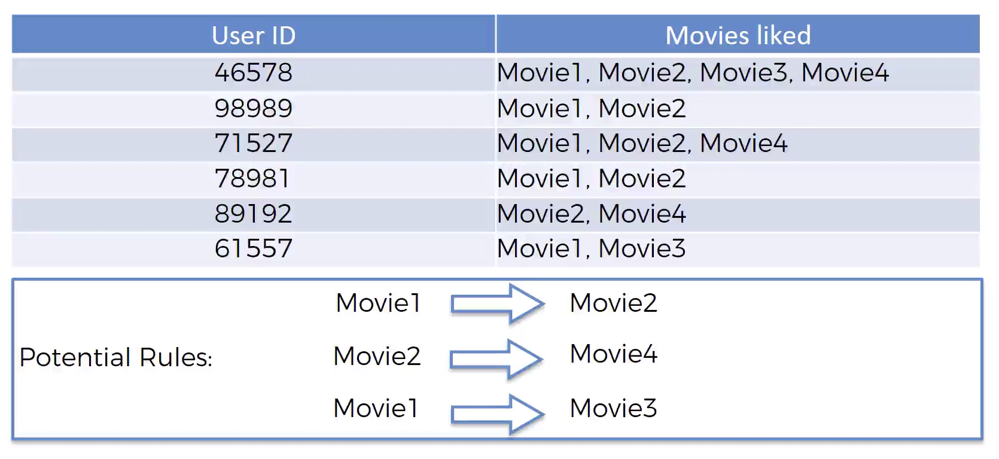 User ID Movies liked
46578 Movie1, Movie2, Movie3, Movie4
98989 Movie1, Movie2
71527 Movie1, Movie2, Movie4
78981 Movie1, Movie2
89192 Movie2, Movie4
61557 Movie1, Movie3
Movie1 Movie2
Potential Rules: Movie2 Movie4
Movie1 Movie3